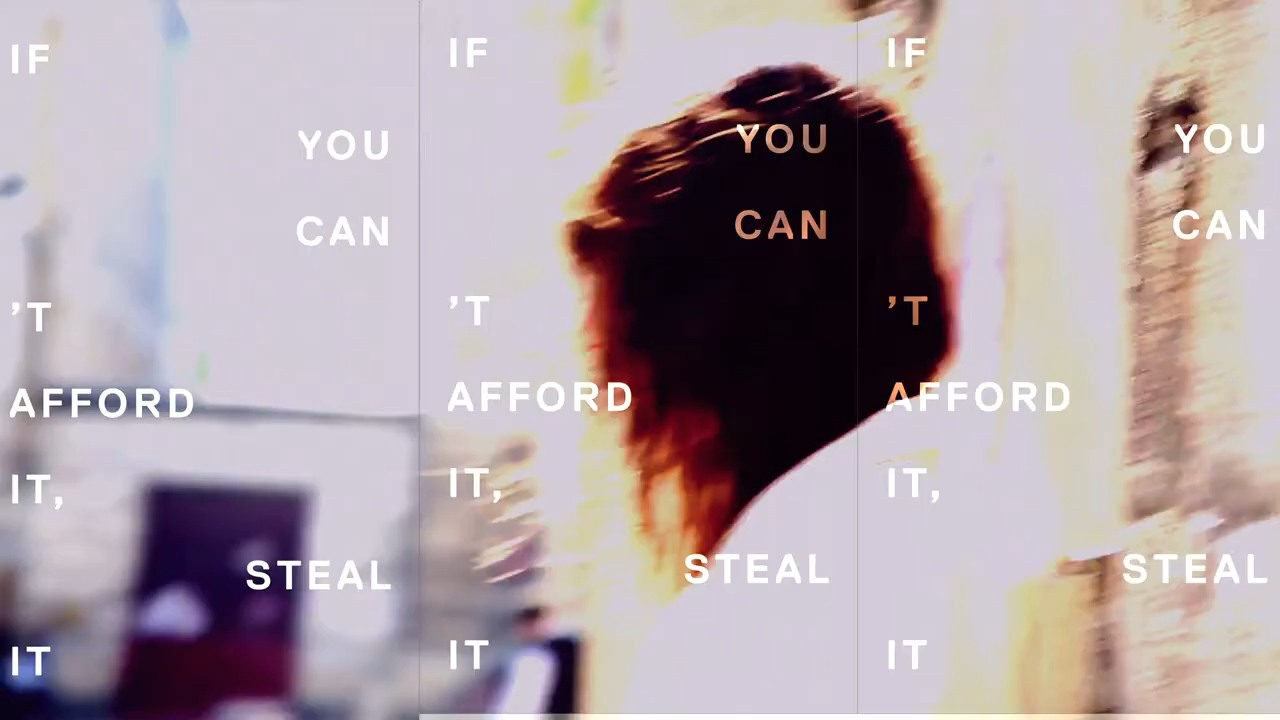 IF
YOU
CAN
’T
AFFORD
IT,
STEAL
IT
IF
YOU
CAN
’T
AFFORD
IT,
STEAL
IT
IF
YOU
CAN
’T
AFFORD
IT,
STEAL
IT